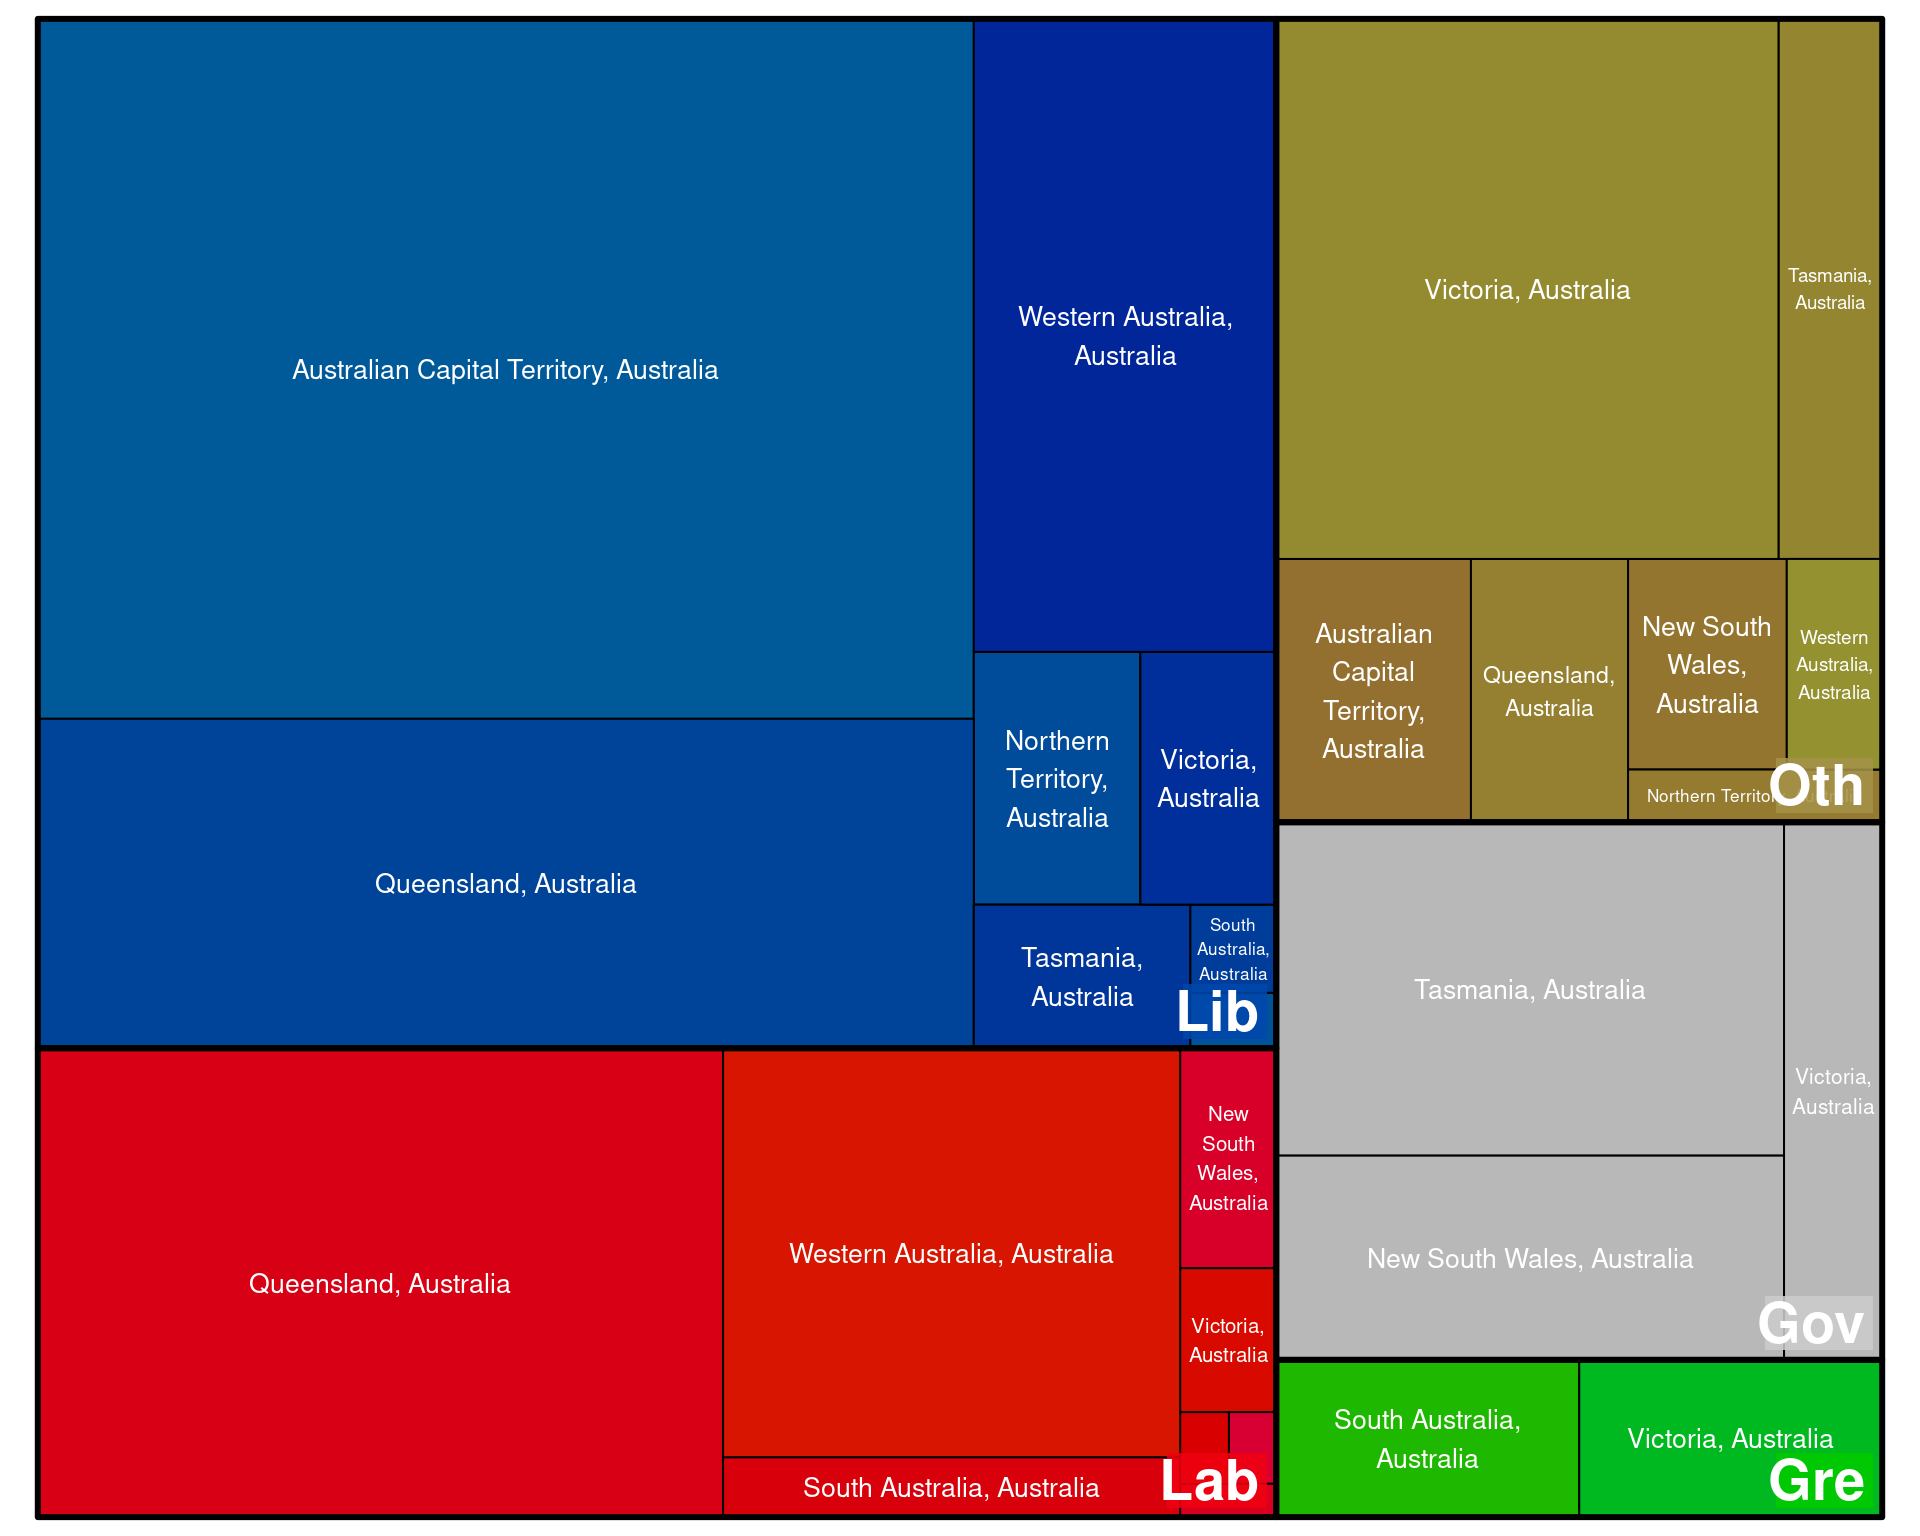 Australian Capital Territory, Australia
Queensland, Australia
Western Australia,
Australia
Northern
Territory,
Australia
Victoria,
Australia
Tasmania,
Australia
South
Australia,
Australia
Lib
Queensland, Australia
Western Australia, Australia
South Australia, Australia
New
South
Wales,
Australia
Victoria,
Australia
Lab
Victoria, Australia
Tasmania,
Australia
Australian
Capital
Territory,
Australia
Queensland,
Australia
New South
Wales,
Australia
Western
Australia,
Australia
Northern
Oth
Tasmania, Australia
New South Wales, Australia
Victoria,
Australia
Gov
South Australia,
Australia
Victoria, Australia
Gre